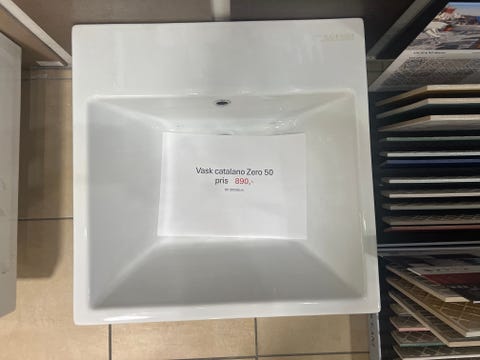 Vask catalano Zero 50
pris 890,-